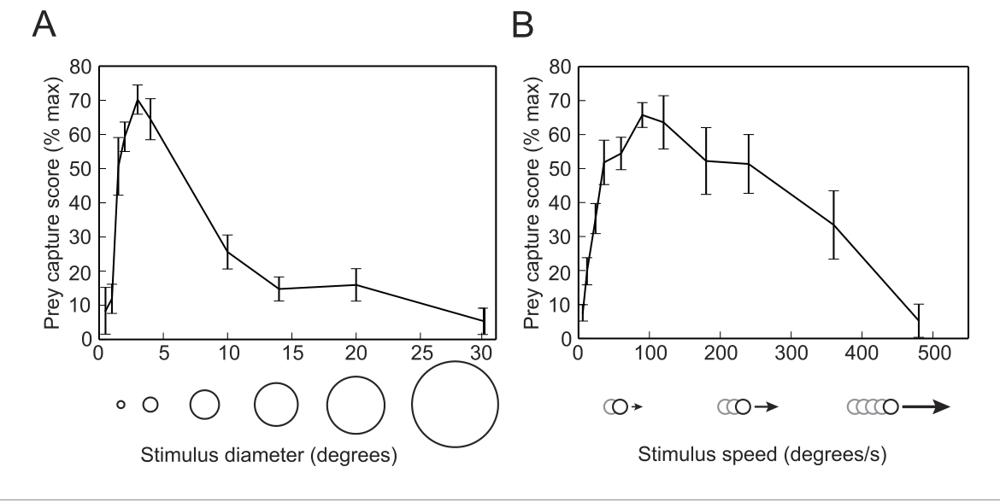 A
B
Prey capture score (% max)
80
70
60
50
40
30
20
10
0
0 5 10 15 20 25 30
Stimulus diameter (degrees)
Prey capture score (% max)
80
70
60
50
40
30
20
10
0
0 100 200 300 400 500
Stimulus speed (degrees/s)